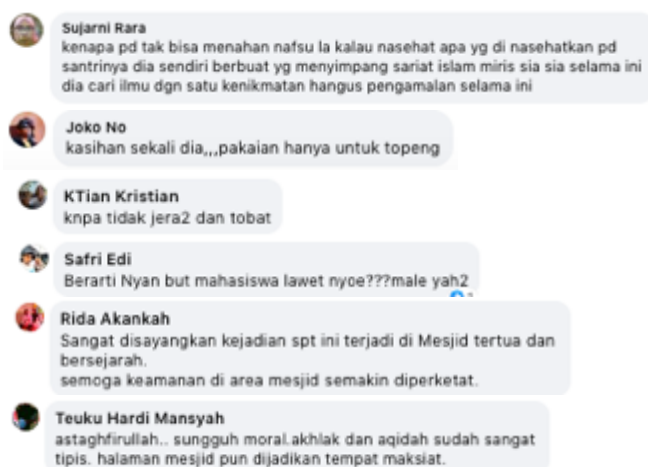 Sujarni Rara
kenapa pd tak bisa menahan nafsu la kalau nasehat apa yg di nasehatkan pd
santrinya dia sendiri berbuat yg menyimpang sariat islam miris sia sia selama ini
dia cari ilmu dgn satu kenikmatan hangus pengamalan selama ini
Joko No
kasihan sekali dia,,,pakaian hanya untuk topeng
KTian Kristian
knpa tidak jera2 dan tobat
Safri Edi
Berarti Nyan but mahasiswa lawet nyoe???male yah2
Rida Akankah
Sangat disayangkan kejadian spt ini terjadi di Mesjid tertua dan
bersejarah.
semoga keamanan di area mesjid semakin diperketat.
Teuku Hardi Mansyah
astaghfirullah.. sungguh moral.akhlak dan aqidah sudah sangat
tipis. halaman mesjid pun dijadikan tempat maksiat.